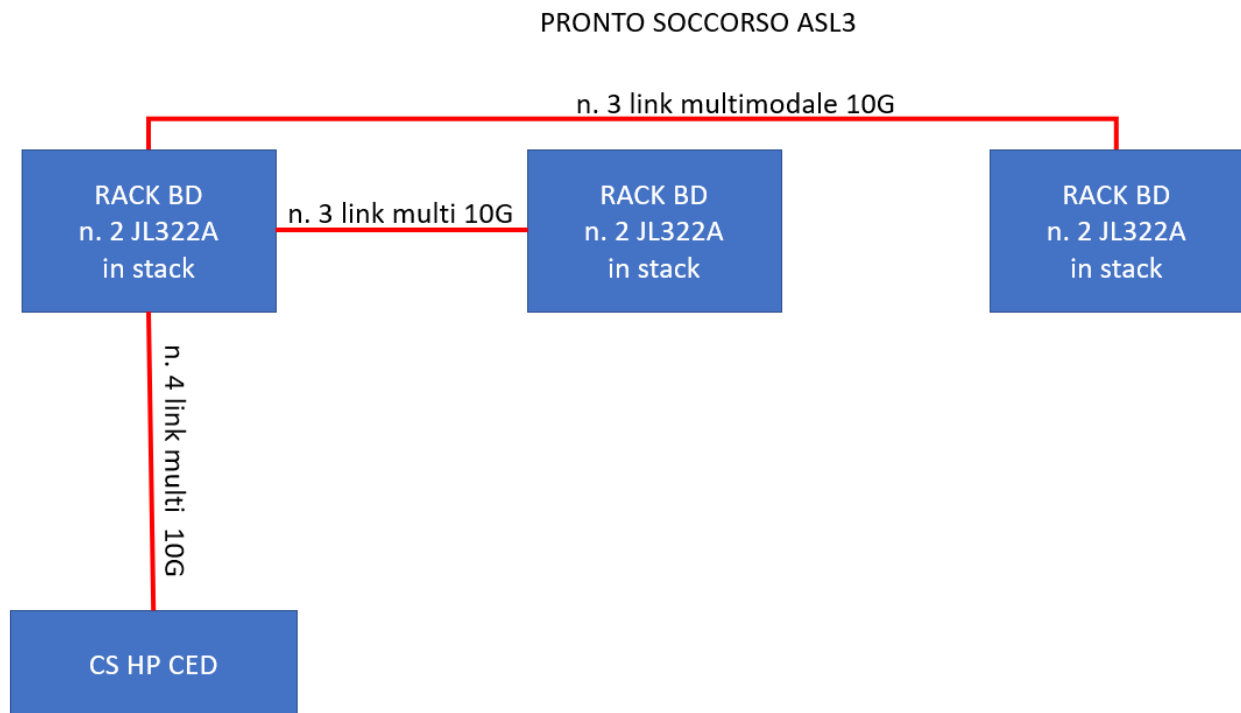 PRONTO SOCCORSO ASL3
n. 3 link multimodale 10G
RACK BD
n. 2 JL322A
in stack
n. 3 link multi 10G
RACK BD
n. 2 JL322A
in stack
RACK BD
n. 2 JL322A
in stack
n. 4 link multi 10G
CS HP CED